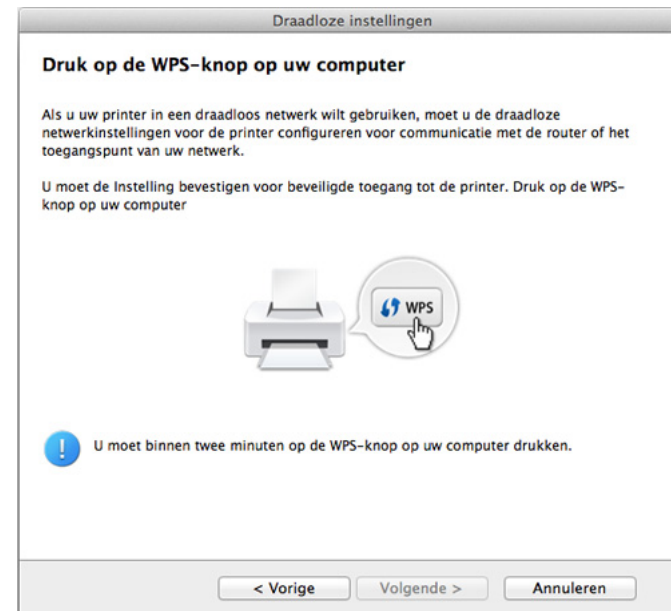 Draadloze instellingen
Druk op de WPS-knop op uw computer
Als u uw printer in een draadloos netwerk wilt gebruiken, moet u de draadloze
netwerkinstellingen voor de printer configureren voor communicatie met de router of het
toegangspunt van uw netwerk.
U moet de Instelling bevestigen voor beveiligde toegang tot de printer. Druk op de WPS-
knop op uw computer
WPS
U moet binnen twee minuten op de WPS-knop op uw computer drukken.
< Vorige Volgende > Annuleren